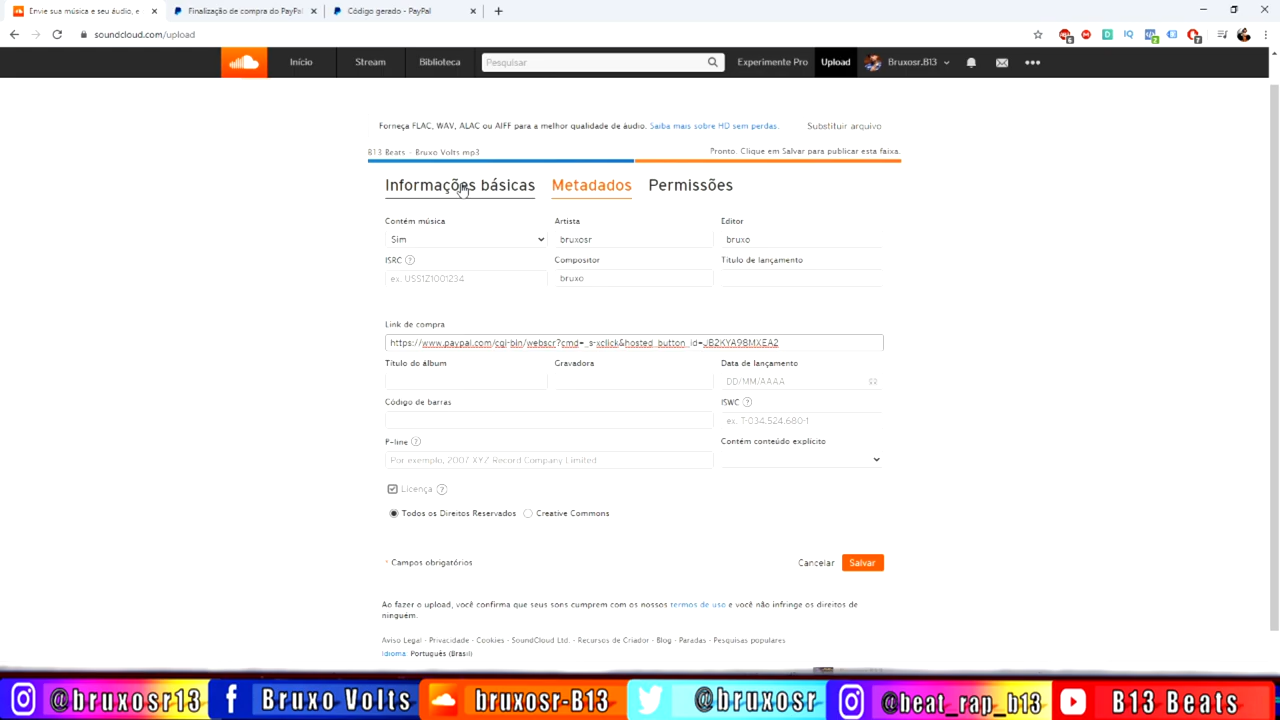 Envie sua música e seu áudio, e
Finalização de compra do PayPal
Código gerado - PayPal
soundcloud.com/upload
Início
Stream
Biblioteca
Pesquisar
Experimente Pro
Upload
Bruxosr.B13
Forneça FLAC, WAV, ALAC ou AIFF para a melhor qualidade de áudio. Saiba mais sobre HD sem perdas.
Substituir arquivo
B13 Beats - Bruxo Volts mp3
Pronto. Clique em Salvar para publicar esta faixa.
Informações básicas
Metadados
Permissões
Contém música
Artista
Editor
Sim
bruxosr
bruxo
ISRC
Compositor
Título de lançamento
ex. USS1Z1001234
bruxo
Link de compra
https://www.paypal.com/cgi-bin/webscr?cmd=_s-xclick&hosted_button_id=JB2KYA98MXEA2
Título do álbum
Gravadora
Data de lançamento
DD/MM/AAAA
Código de barras
ISWC
ex. T-034.524.680-1
P-line
Contém conteúdo explícito
Por exemplo, 2007 XYZ Record Company Limited
Licença
Todos os Direitos Reservados
Creative Commons
* Campos obrigatórios
Cancelar
Salvar
Ao fazer o upload, você confirma que seus sons cumprem com os nossos termos de uso e você não infringe os direitos de
ninguém.
Aviso Legal - Privacidade - Cookies - SoundCloud Ltd. - Recursos de Criador - Blog - Paradas - Pesquisas populares
Idioma: Português (Brasil)
@bruxosr13
Bruxo Volts
bruxosr-B13
@bruxosr
@beat_rap_b13
B13 Beats